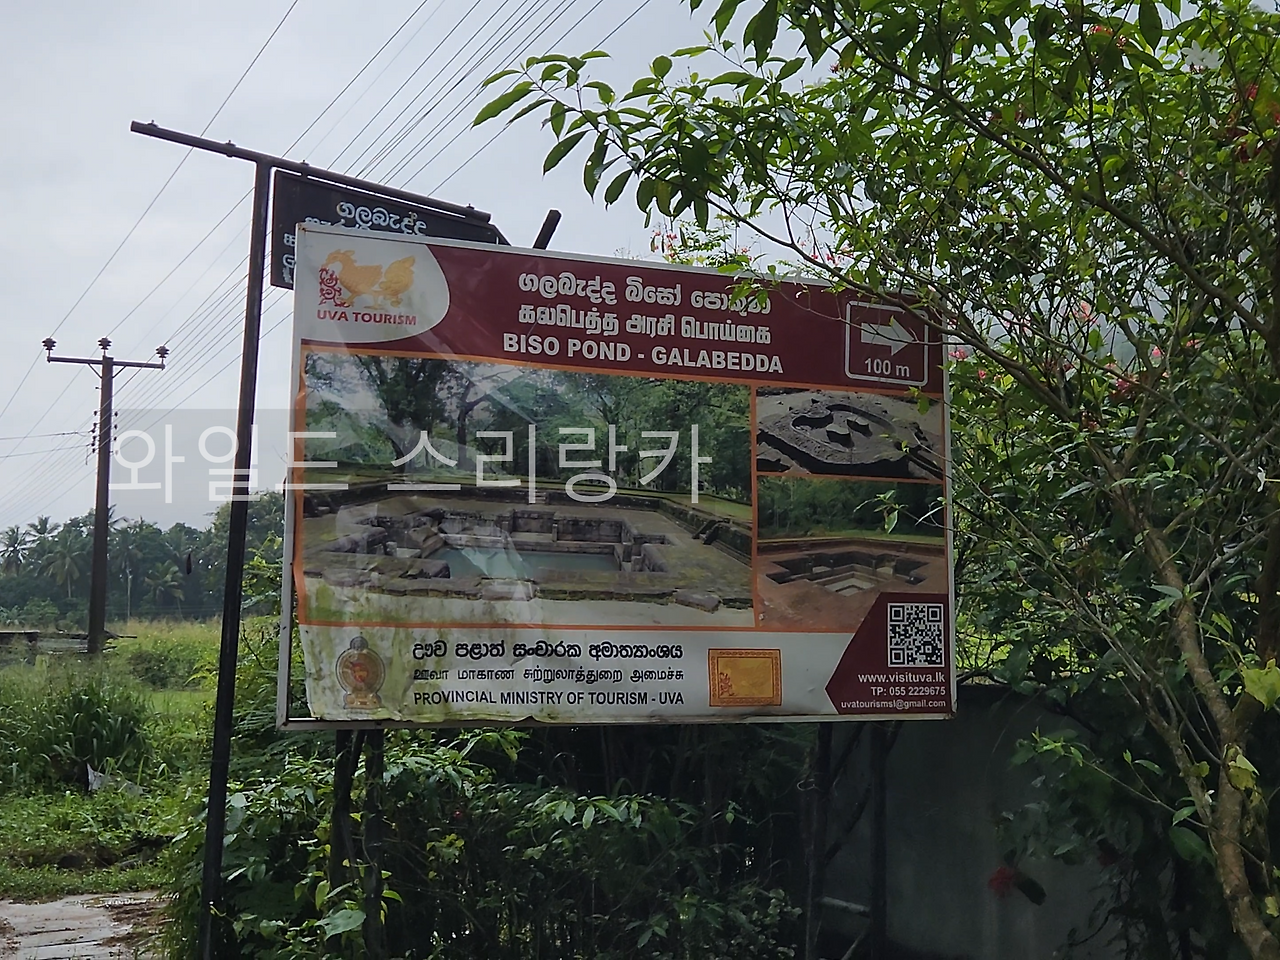 ගලබැද්ද
UVA TOURISM
ගලබැද්ද බිසෝ පොකුණ
கலபெத்த அரசி பொய்கை
BISO POND - GALABEDDA
100 m
와일드 스리랑카
ඌව පළාත් සංචාරක අමාත්‍යාංශය
ஊவா மாகாண சுற்றுலாத்துறை அமைச்சு
PROVINCIAL MINISTRY OF TOURISM - UVA
www.visituva.lk
TP: 055 2229675
uvatourismsl@gmail.com